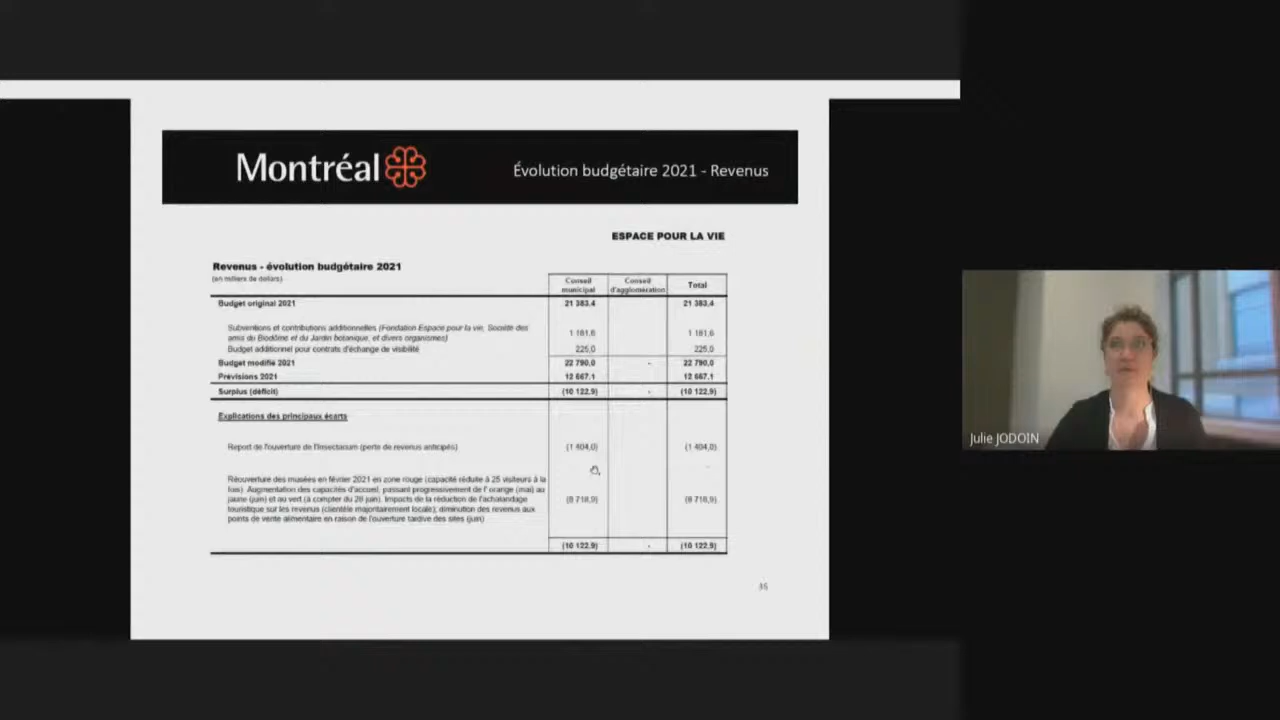 Montréal
Évolution budgétaire 2021 - Revenus
ESPACE POUR LA VIE
Revenus - évolution budgétaire 2021
(en milliers de dollars)
Conseil municipal
Conseil d'agglomération
Total
Budget original 2021 21 383,4 21 383,4
Subventions et contributions additionnelles (Fondation Espace pour la vie, Société des
amis du Biodôme et du Jardin botanique, et divers organismes) 1 181,6 1 181,6
Budget additionnel pour contrats d'échange de visibilité 225,0 225,0
Budget modifié 2021 22 790,0 - 22 790,0
Prévisions 2021 12 667,1 12 667,1
Surplus (déficit) (10 122,9) - (10 122,9)
Explications des principaux écarts
Report de l'ouverture de l'Insectarium (perte de revenus anticipés) (1 404,0) (1 404,0)
Réouverture des musées en février 2021 en zone rouge (capacité réduite à 25 visiteurs à la
fois). Augmentation des capacités d'accueil, passant progressivement de l'orange (mai) au
jaune (juin) et au vert (à compter du 28 juin). Impacts de la réduction de l'achalandage
touristique sur les revenus (clientèle majoritairement locale); diminution des revenus aux
points de vente alimentaire en raison de l'ouverture tardive des sites (juin) (8 718,9) (8 718,9)
(10 122,9) - (10 122,9)
Julie JODOIN